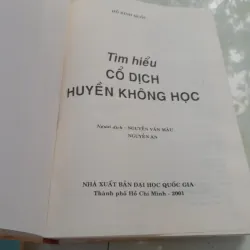 Tìm hiểu
CỔ DỊCH
HUYỀN KHÔNG HỌC
Người dịch : NGUYỄN VĂN MẬU
NGUYÊN AN
NHÀ XUẤT BẢN ĐẠI HỌC QUỐC GIA
Thành phố Hồ Chí Minh - 2001